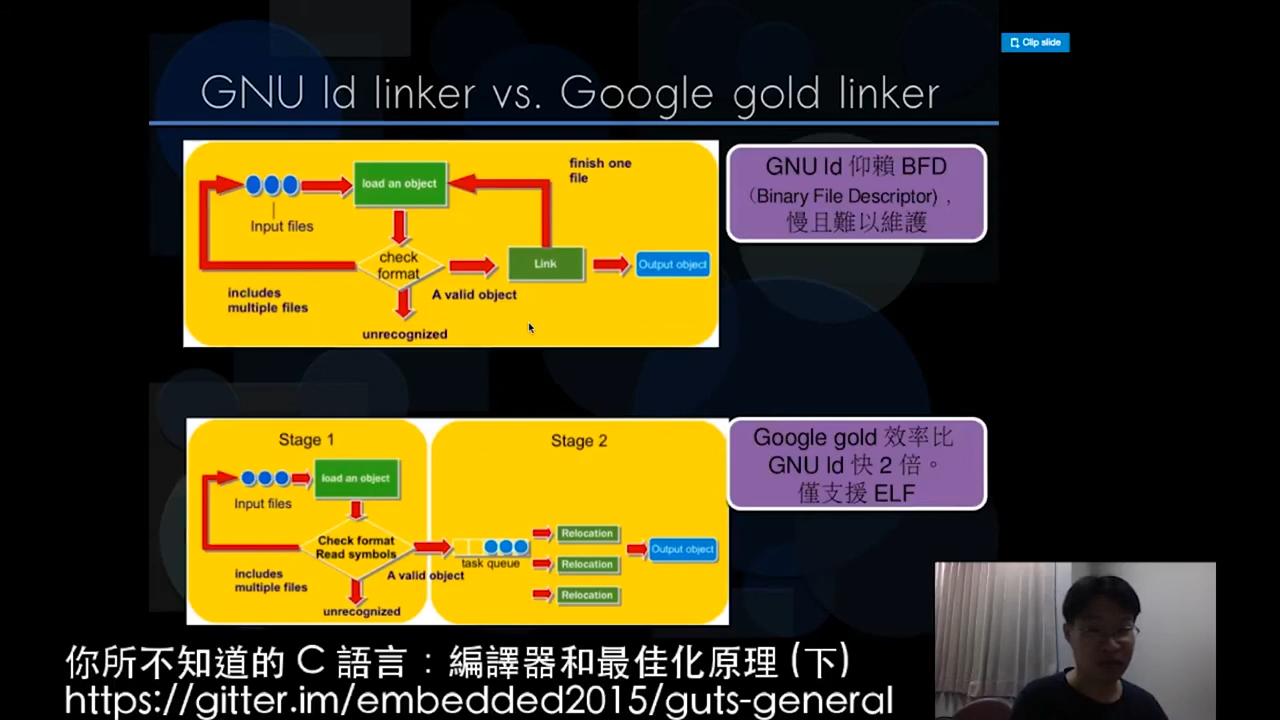 Clip slide
GNU ld linker vs. Google gold linker
finish one
file
load an object
Input files
check
format
Link
Output object
includes
multiple files
A valid object
unrecognized
GNU ld 仰賴 BFD
（Binary File Descriptor），
慢且難以維護
Stage 1
load an object
Input files
Check format
Read symbols
includes
multiple files
A valid object
unrecognized
Stage 2
task queue
Relocation
Relocation
Relocation
Output object
Google gold 效率比
GNU ld 快 2 倍。
僅支援 ELF
你所不知道的 C 語言：編譯器和最佳化原理 (下)
https://gitter.im/embedded2015/guts-general